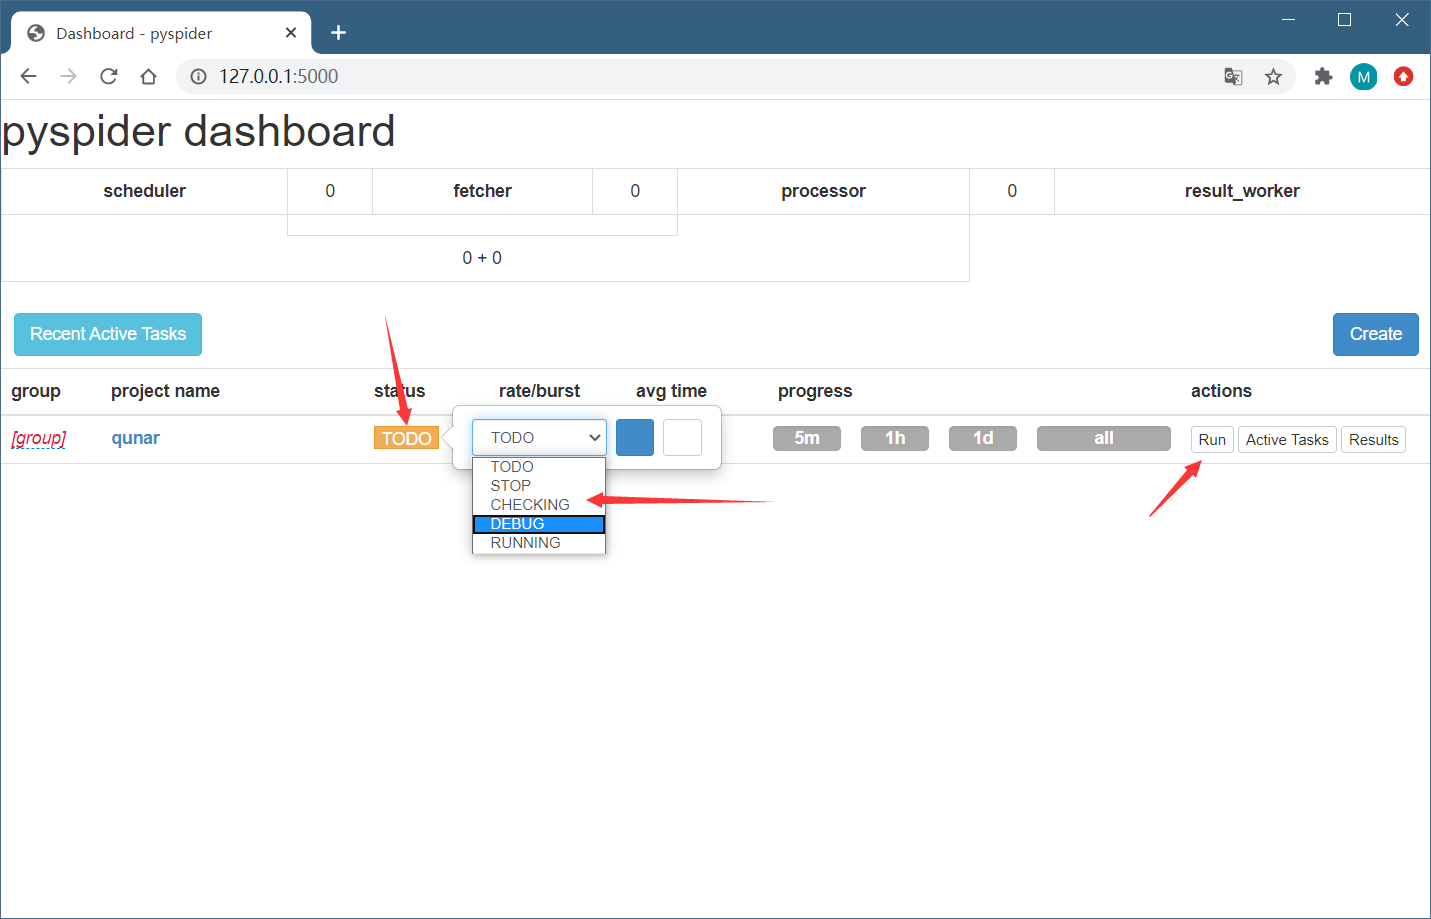 Dashboard - pyspider
127.0.0.1:5000
M
pyspider dashboard
scheduler 0 fetcher 0 processor 0 result_worker
0 + 0
Recent Active Tasks
Create
group project name status rate/burst avg time progress actions
[group] qunar TODO TODO 5m 1h 1d all Run Active Tasks Results
TODO
STOP
CHECKING
DEBUG
RUNNING